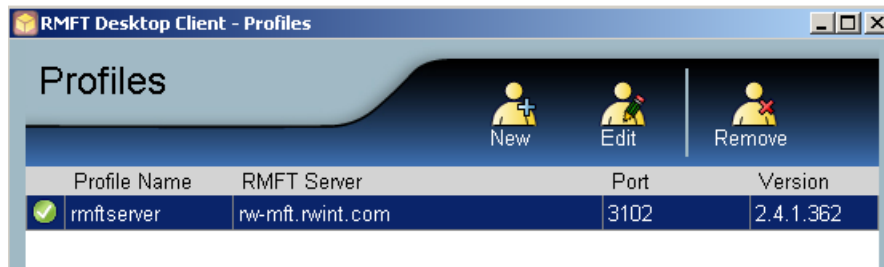 RMFT Desktop Client - Profiles
Profiles
New Edit Remove
Profile Name RMFT Server Port Version
rmftserver rw-mft.rwint.com 3102 2.4.1.362